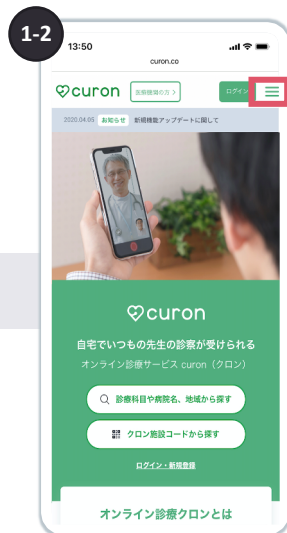 1-2
13:50
curon.co
curon
医療機関の方 >
ログイン
2020.04.05 お知らせ 新規機能アップデートに関して
curon
自宅でいつもの先生の診察が受けられる
オンライン診療サービス curon（クロン）
診療科目や病院名、地域から探す
クロン施設コードから探す
ログイン・新規登録
オンライン診療クロンとは